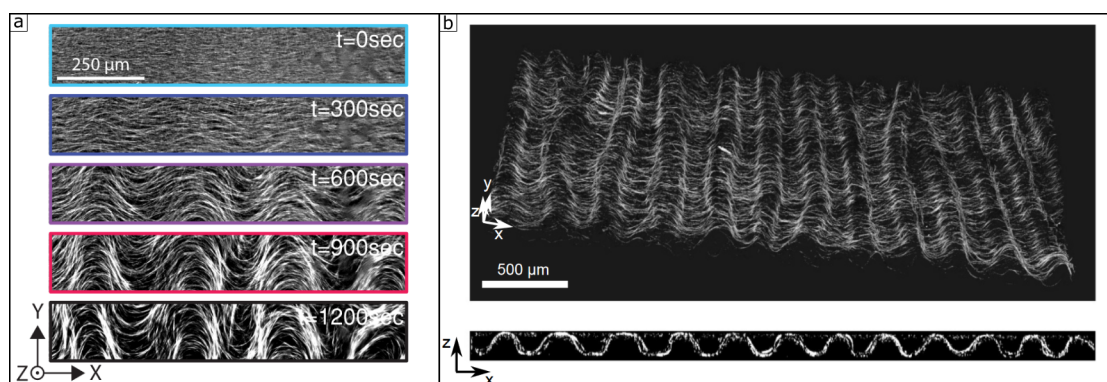 a
t=0sec
250 µm
t=300sec
t=600sec
t=900sec
t=1200sec
Y
Z X
b
y
z
x
500 µm
z
x